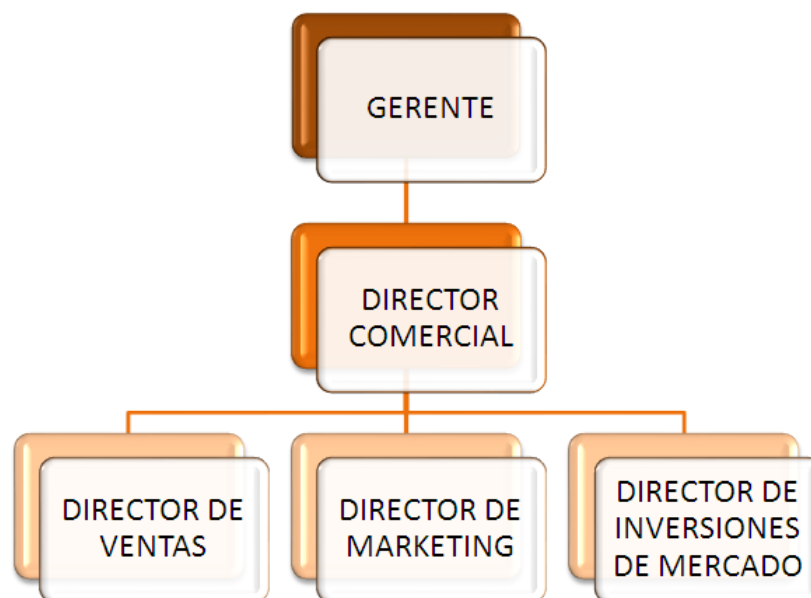 GERENTE
DIRECTOR
COMERCIAL
DIRECTOR DE
VENTAS
DIRECTOR DE
MARKETING
DIRECTOR DE
INVERSIONES
DE MERCADO